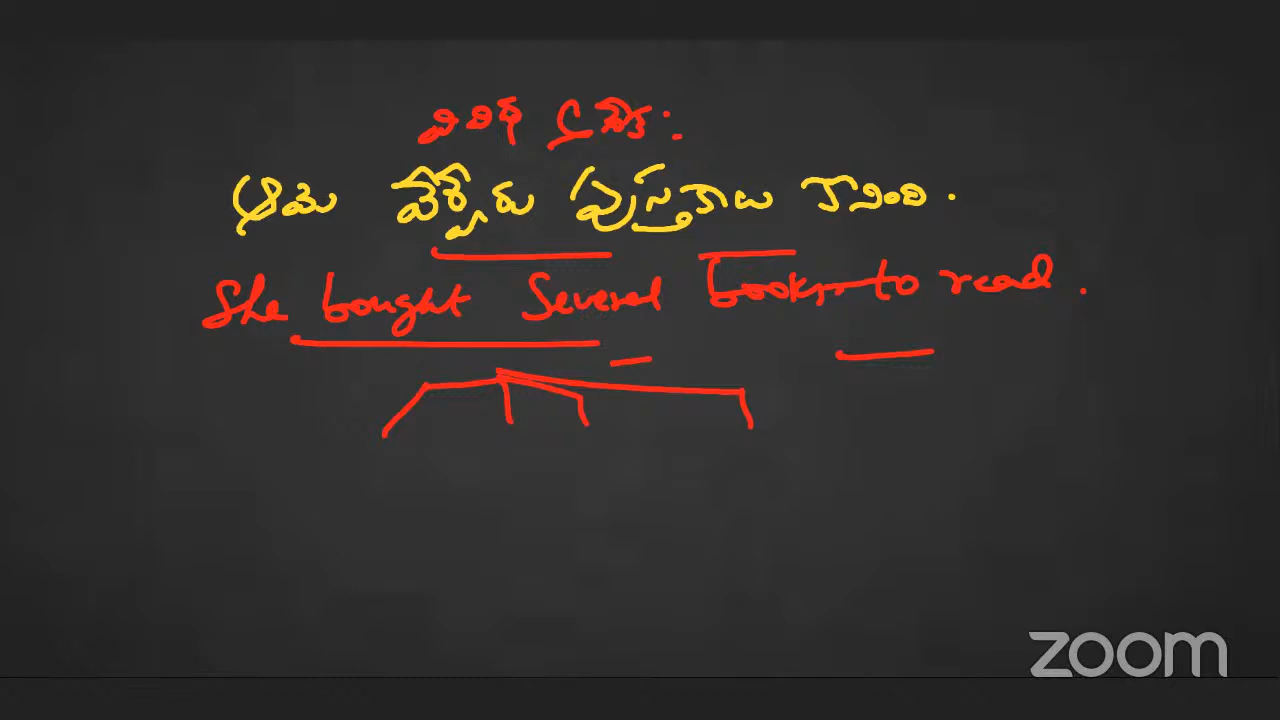 వివిధ
ఆమె వేర్వేరు పుస్తకాలు కొనింది.
She bought Several books to read.
zoom